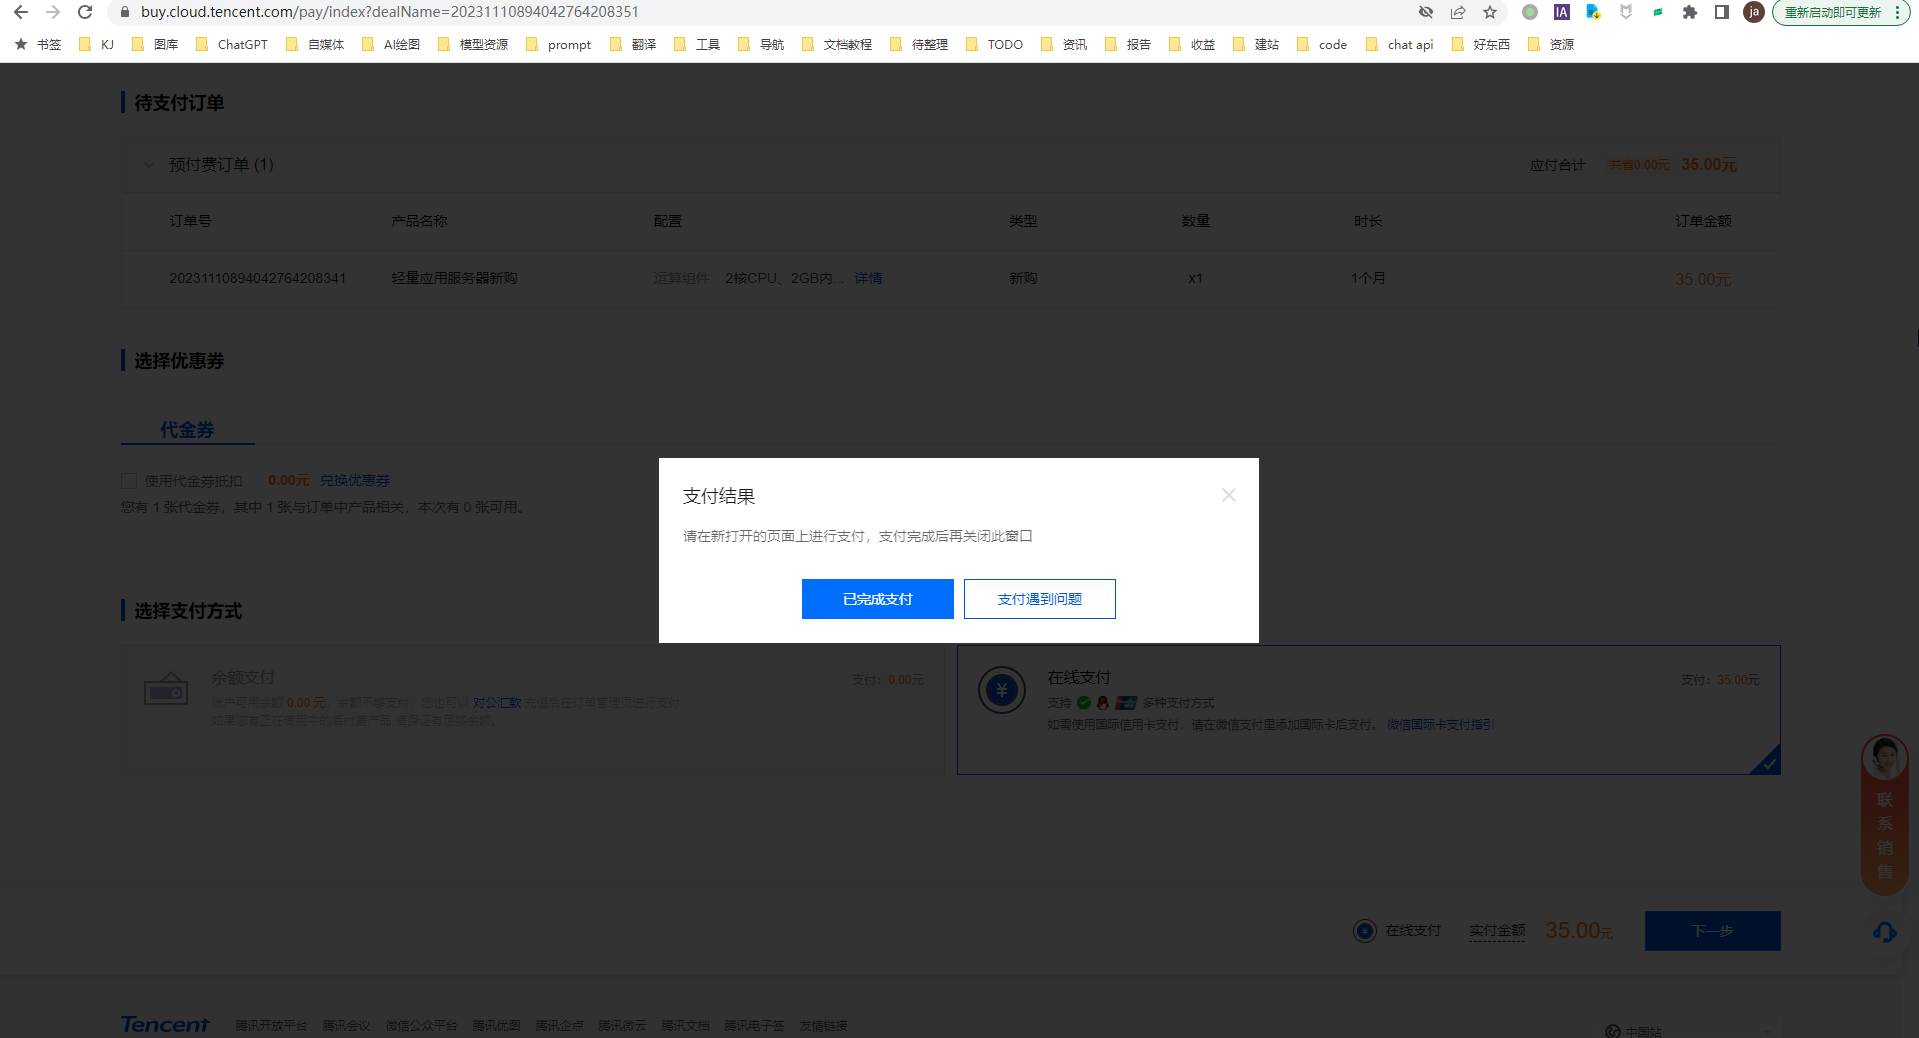 buy.cloud.tencent.com/pay/index?dealName=20231110894042764208351
重新启动即可更新
ja
IA
书签 KJ 图库 ChatGPT 自媒体 AI绘图 模型资源 prompt 翻译 工具 导航 文档教程 待整理 TODO 资讯 报告 收益 建站 code chat api 好东西 资源
待支付订单
预付费订单 (1) 应付合计 共省0.00元 35.00元
订单号 产品名称 配置 类型 数量 时长 订单金额
20231110894042764208341 轻量应用服务器新购 运算组件 2核CPU、2GB内... 详情 新购 x1 1个月 35.00元
选择优惠券
代金券
使用代金券抵扣 0.00元 兑换优惠券
您有 1 张代金券，其中 1 张与订单中产品相关，本次有 0 张可用。
支付结果
请在新打开的页面上进行支付，支付完成后再关闭此窗口
已完成支付 支付遇到问题
选择支付方式
余额支付 支付：0.00元
账户可用余额 0.00 元，余额不够支付，您也可以 对公汇款 充值后在订单管理页进行支付
如果您有正在使用中的后付费产品,请保证有足够余额。
在线支付 支付：35.00元
支持 多种支付方式
如需使用国际信用卡支付，请在微信支付里添加国际卡后支付。 微信国际卡支付指引
联系销售
在线支付 实付金额 35.00元 下一步
Tencent 腾讯开放平台 腾讯会议 微信公众平台 腾讯优图 腾讯企点 腾讯微云 腾讯文档 腾讯电子签 友情链接
中国站